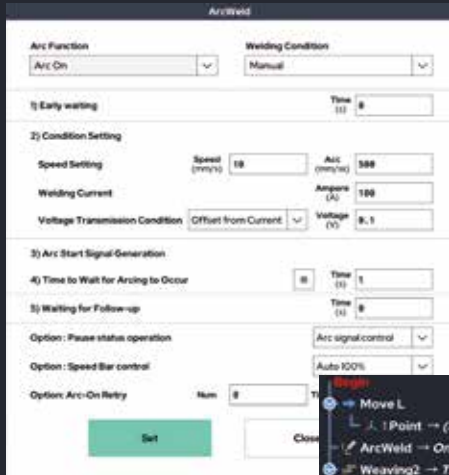 ArcWeld
Arc Function Welding Condition
Arc On Manual
1) Early waiting Time (s) 0
2) Condition Setting
Speed Setting Speed (mm/s) 10 Acc (mm/ss) 500
Welding Current Ampere (A) 100
Voltage Transmission Condition Offset from Current Voltage (V) 0.1
3) Arc Start Signal Generation
4) Time to Wait for Arcing to Occur Time (s) 1
5) Waiting for Follow-up Time (s) 0
Option : Pause status operation Arc signal control
Option : Speed Bar control Auto 100%
Option: Arc-On Retry Num 0
Set Close
Begin
Move L
1 Point → (
ArcWeld → On
Weaving2 → T